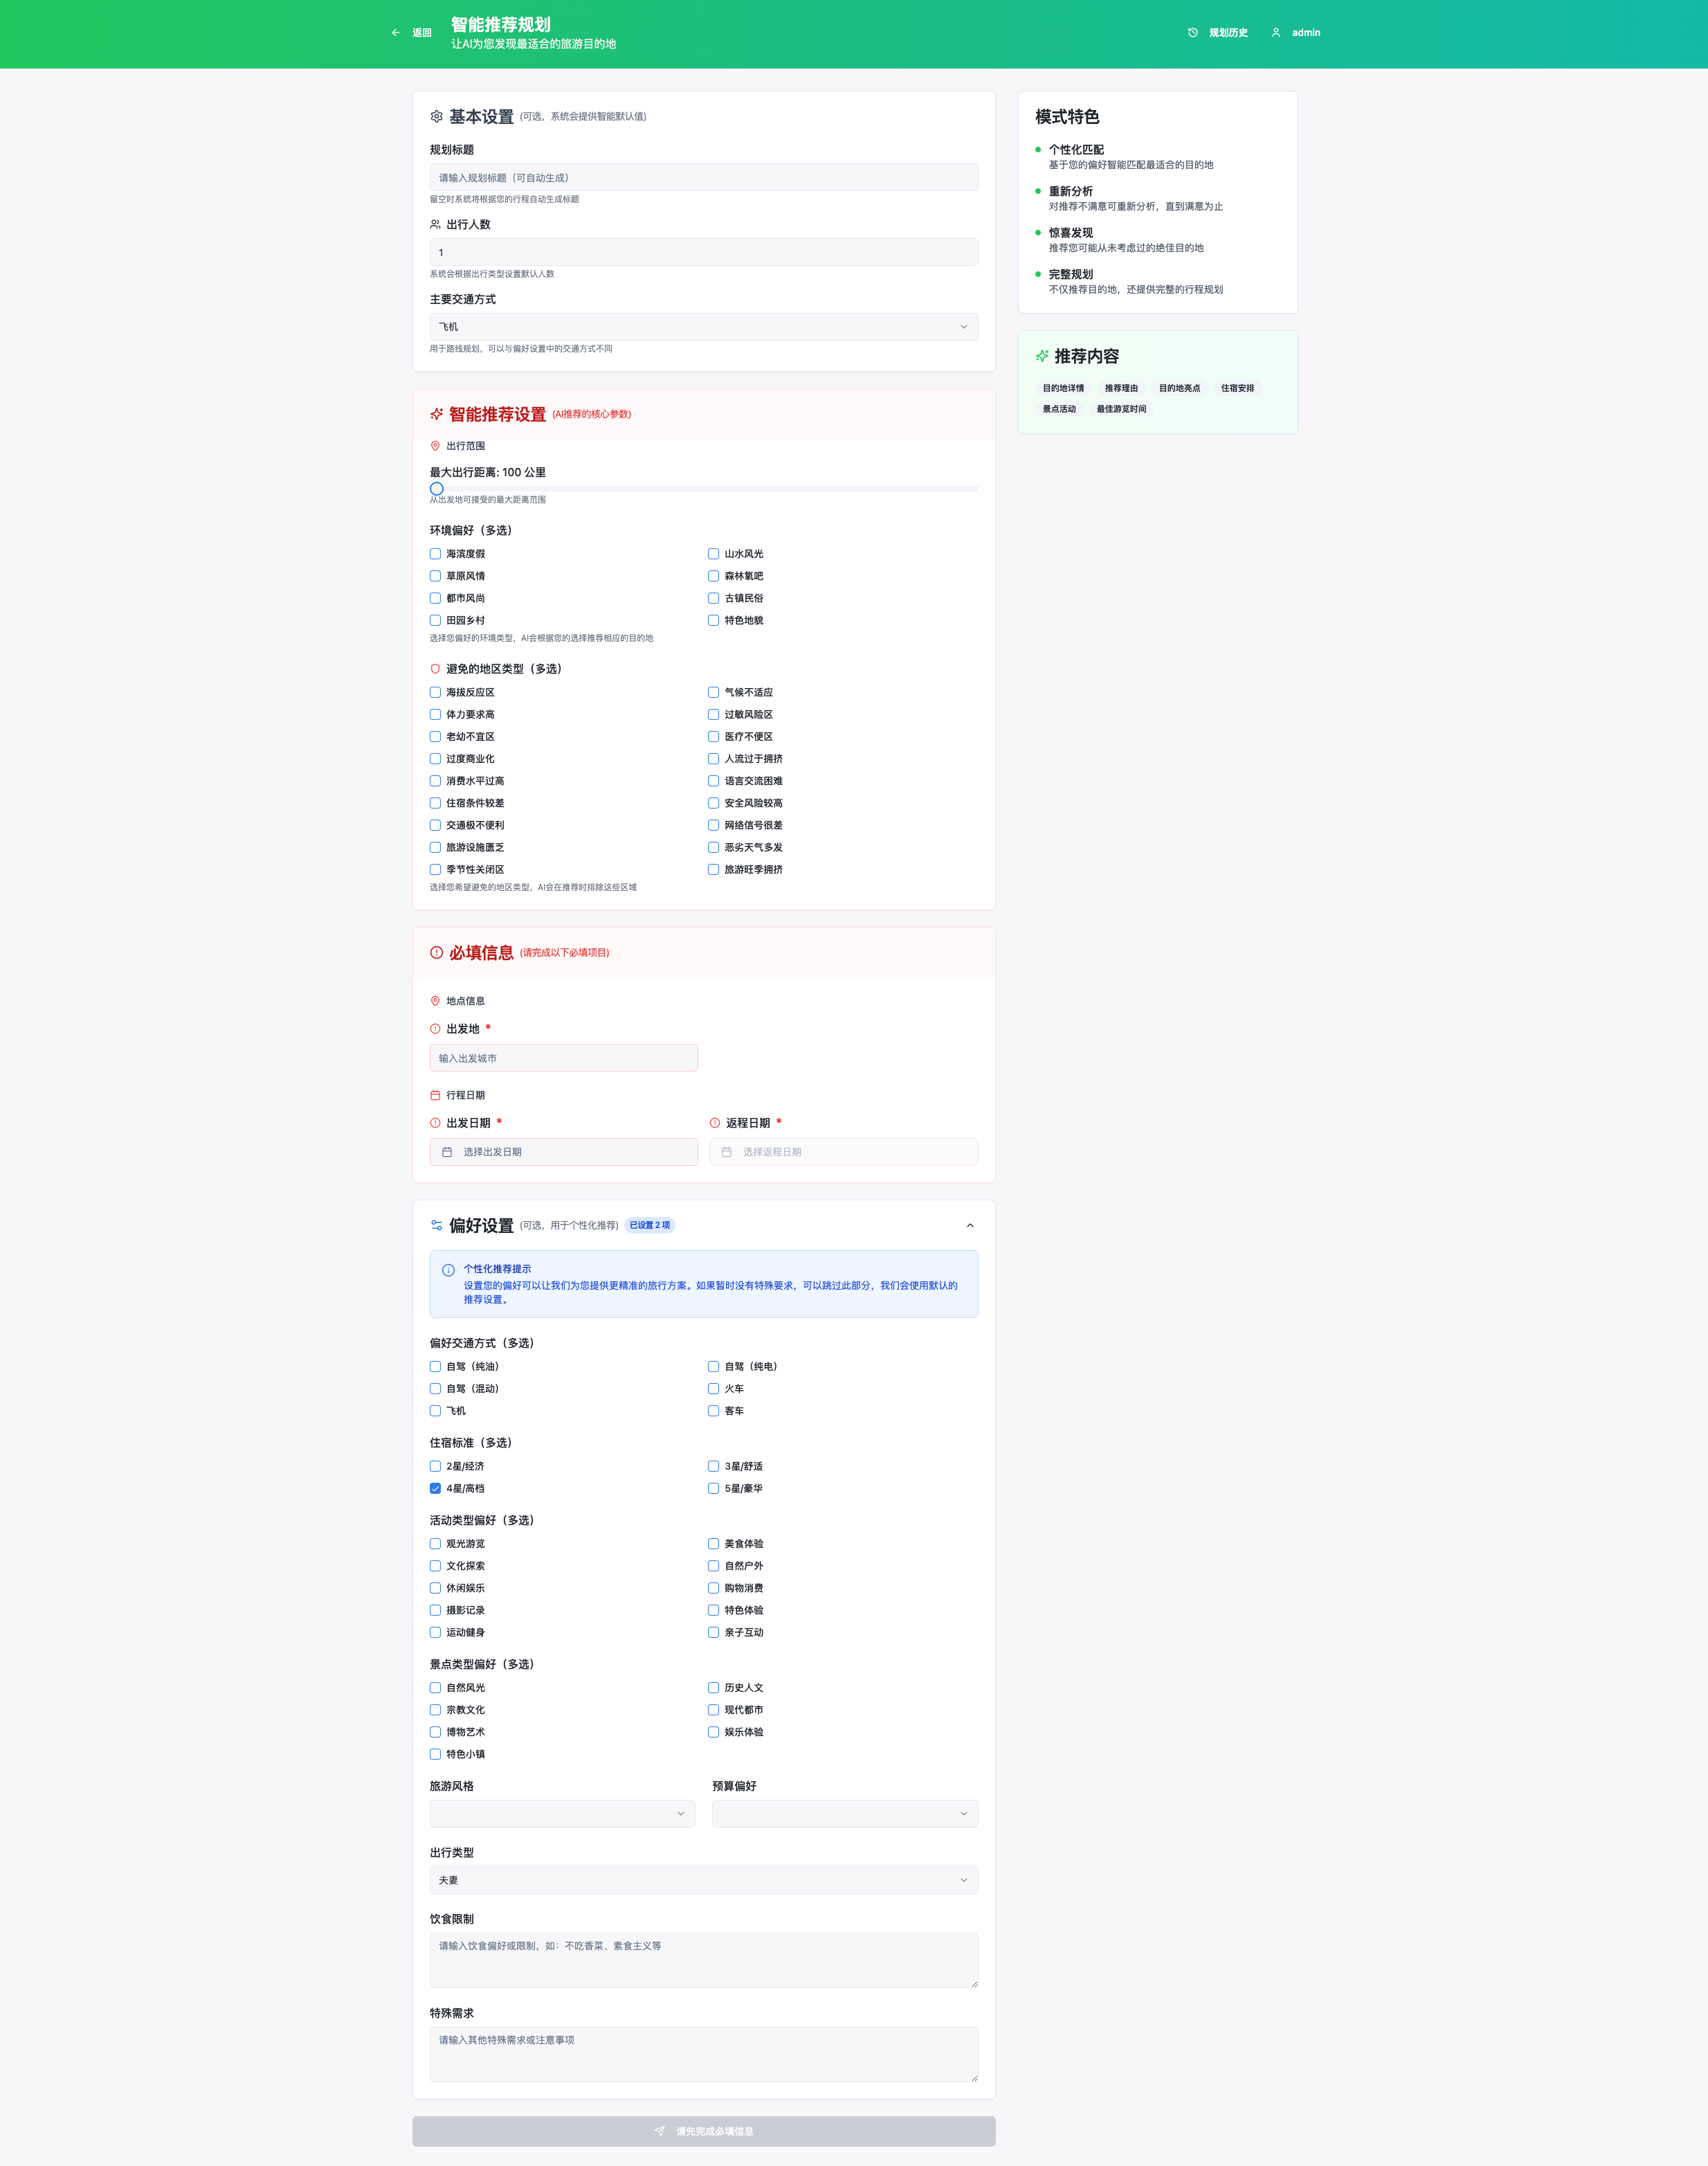 返回
智能推荐规划
让AI为您发现最适合的旅游目的地
规划历史
admin
基本设置 (可选，系统会提供智能默认值)
规划标题
请输入规划标题（可自动生成）
留空时系统将根据您的行程自动生成标题
出行人数
1
系统会根据出行类型设置默认人数
主要交通方式
飞机
用于路线规划，可以与偏好设置中的交通方式不同
智能推荐设置 (AI推荐的核心参数)
出行范围
最大出行距离: 100 公里
从出发地可接受的最大距离范围
环境偏好（多选）
海滨度假
山水风光
草原风情
森林氧吧
都市风尚
古镇民俗
田园乡村
特色地貌
选择您偏好的环境类型，AI会根据您的选择推荐相应的目的地
避免的地区类型（多选）
海拔反应区
气候不适应
体力要求高
过敏风险区
老幼不宜区
医疗不便区
过度商业化
人流过于拥挤
消费水平过高
语言交流困难
住宿条件较差
安全风险较高
交通极不便利
网络信号很差
旅游设施匮乏
恶劣天气多发
季节性关闭区
旅游旺季拥挤
选择您希望避免的地区类型，AI会在推荐时排除这些区域
必填信息 (请完成以下必填项目)
地点信息
出发地 *
输入出发城市
行程日期
出发日期 *
返程日期 *
选择出发日期
选择返程日期
偏好设置 (可选，用于个性化推荐) 已设置 2 项
个性化推荐提示
设置您的偏好可以让我们为您提供更精准的旅行方案。如果暂时没有特殊要求，可以跳过此部分，我们会使用默认的
推荐设置。
偏好交通方式（多选）
自驾（纯油）
自驾（纯电）
自驾（混动）
火车
飞机
客车
住宿标准（多选）
2星/经济
3星/舒适
4星/高档
5星/豪华
活动类型偏好（多选）
观光游览
美食体验
文化探索
自然户外
休闲娱乐
购物消费
摄影记录
特色体验
运动健身
亲子互动
景点类型偏好（多选）
自然风光
历史人文
宗教文化
现代都市
博物艺术
娱乐体验
特色小镇
旅游风格
预算偏好
出行类型
夫妻
饮食限制
请输入饮食偏好或限制，如：不吃香菜、素食主义等
特殊需求
请输入其他特殊需求或注意事项
请先完成必填信息
模式特色
个性化匹配
基于您的偏好智能匹配最适合的目的地
重新分析
对推荐不满意可重新分析，直到满意为止
惊喜发现
推荐您可能从未考虑过的绝佳目的地
完整规划
不仅推荐目的地，还提供完整的行程规划
推荐内容
目的地详情 推荐理由 目的地亮点 住宿安排
景点活动 最佳游览时间